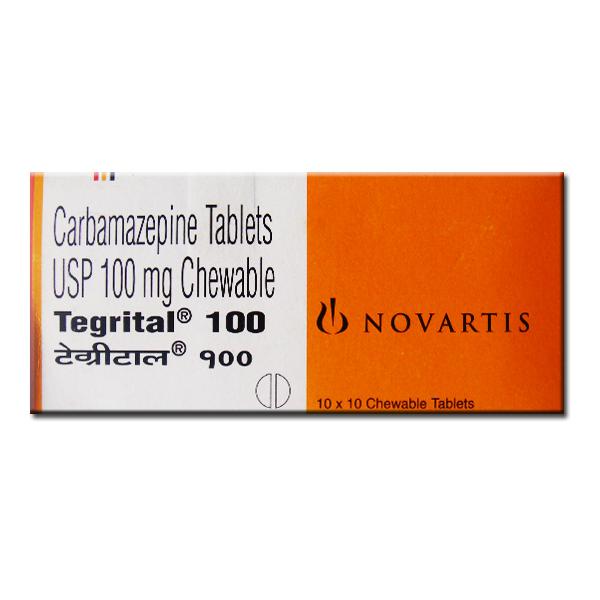 Carbamazepine Tablets
USP 100 mg Chewable
Tegrital® 100
टेग्रीटाल® १००
NOVARTIS
10 x 10 Chewable Tablets